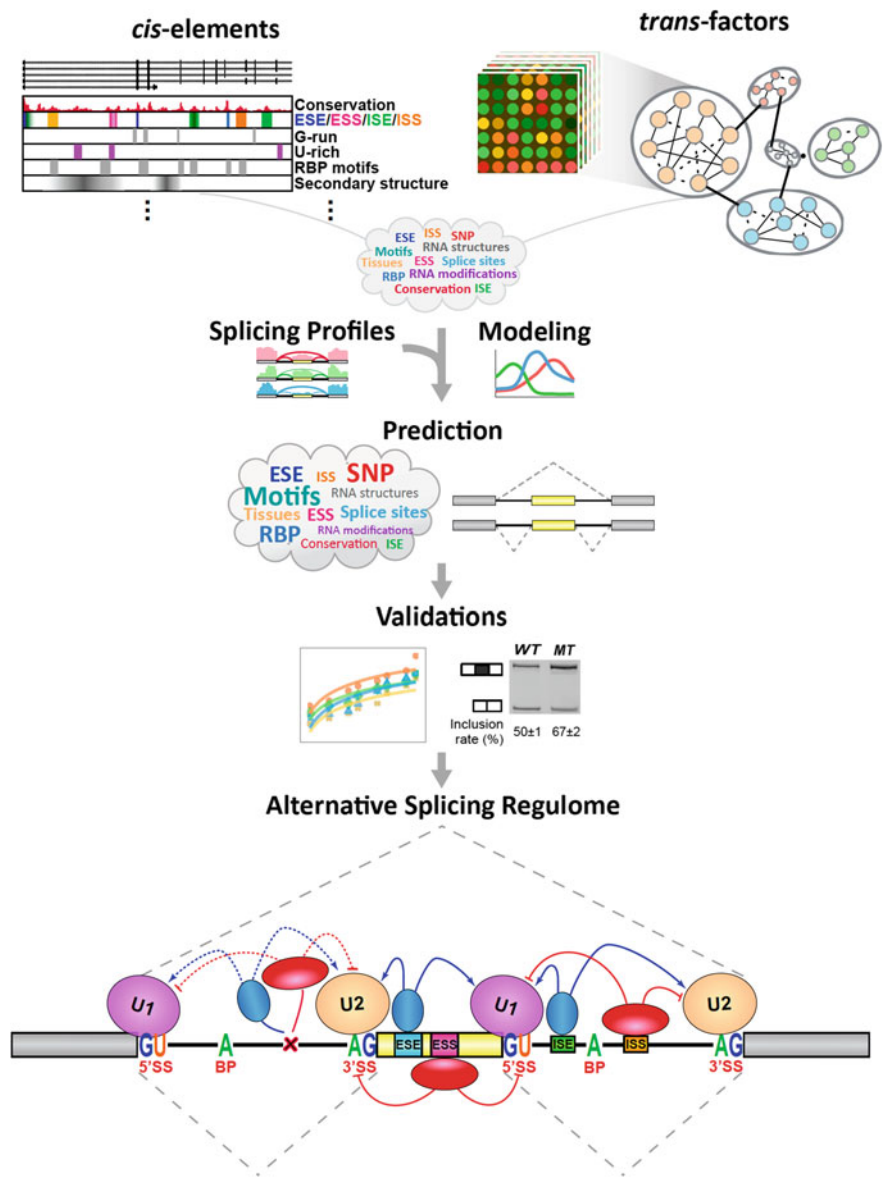 cis-elements
trans-factors
Conservation
ESE/ESS/ISE/ISS
G-run
U-rich
RBP motifs
Secondary structure
ESE ISS SNP
Motifs RNA structures
Tissues ESS Splice sites
RBP RNA modifications
Conservation ISE
Splicing Profiles
Modeling
Prediction
ESE ISS SNP
Motifs RNA structures
Tissues ESS Splice sites
RBP RNA modifications
Conservation ISE
Validations
WT MT
Inclusion
rate (%) 50±1 67±2
Alternative Splicing Regulome
U1 U2 U1 U2
GU A AG ESE ESS GU ISE A ISS AG
5'SS BP 3'SS 5'SS BP 3'SS